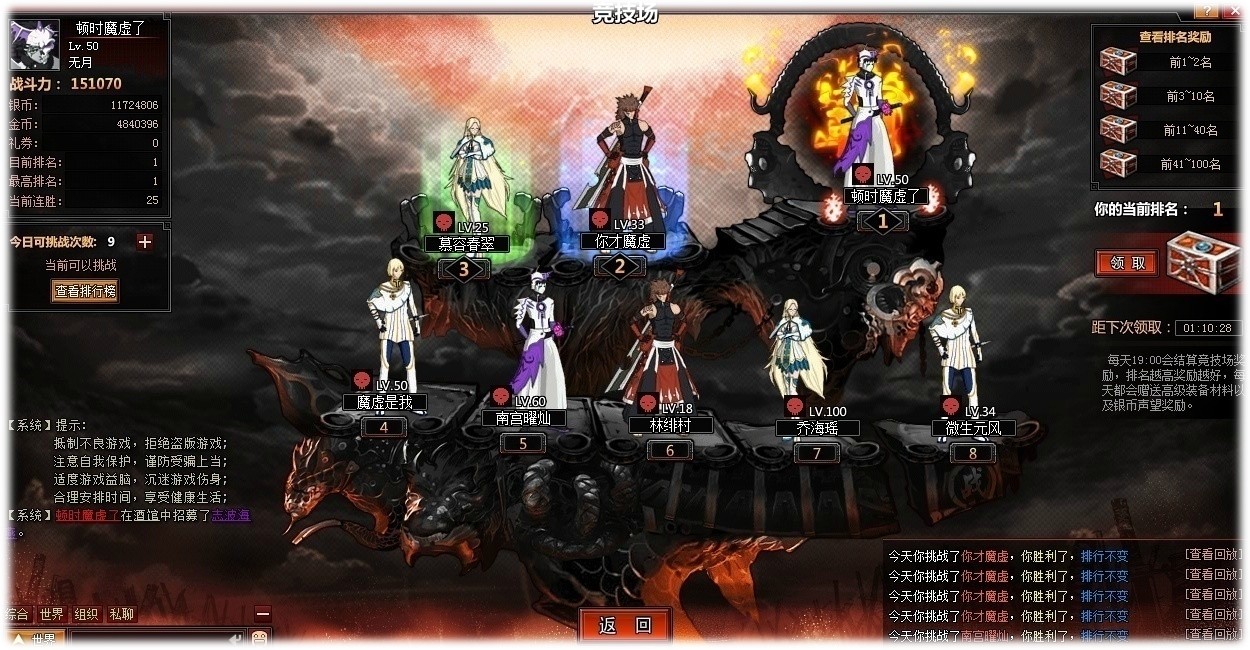 竞技场
顿时魔虚了
Lv.50
无月
战斗力：151070
银币：11724806
金币：4840396
礼券：0
目前排名：1
最高排名：1
当前连胜：25
今日可挑战次数：9
当前可以挑战
查看排行榜
查看排名奖励
前1~2名
前3~10名
前11~40名
前41~100名
你的当前排名：1
领取
距下次领取：01:10:28
每天19:00会结算竞技场奖
励，排名越高奖励越好，每
天都会赠送高级装备材料以
及银币声望奖励。
LV.50
顿时魔虚了
1
LV.33
你才魔虚
2
LV.25
慕容春翠
3
LV.50
魔虚是我
4
LV.60
南宫曜灿
5
LV.18
林绯村
6
LV.100
乔海瑶
7
LV.34
微生元风
8
【系统】提示：
抵制不良游戏，拒绝盗版游戏；
注意自我保护，谨防受骗上当；
适度游戏益脑，沉迷游戏伤身；
合理安排时间，享受健康生活；
【系统】顿时魔虚了在酒馆中招募了志波海
。
综合 世界 组织 私聊
世界
返回
今天你挑战了你才魔虚，你胜利了，排行不变 [查看回放]
今天你挑战了你才魔虚，你胜利了，排行不变 [查看回放]
今天你挑战了你才魔虚，你胜利了，排行不变 [查看回放]
今天你挑战了你才魔虚，你胜利了，排行不变 [查看回放]
今天你挑战了南宫曜灿，你胜利了，排行不变 [查看回放]